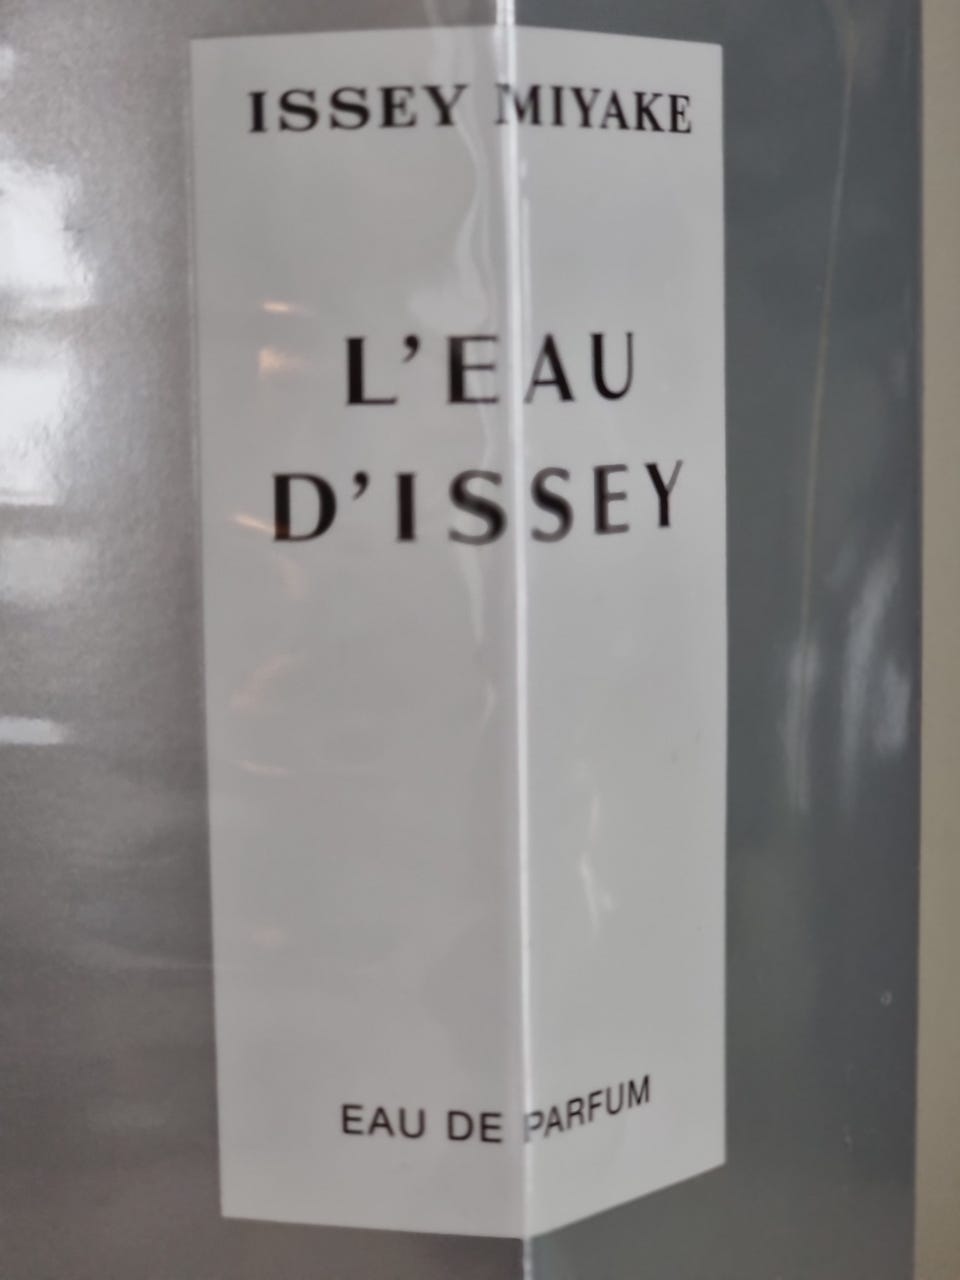 ISSEY MIYAKE
L'EAU
D'ISSEY
EAU DE PARFUM